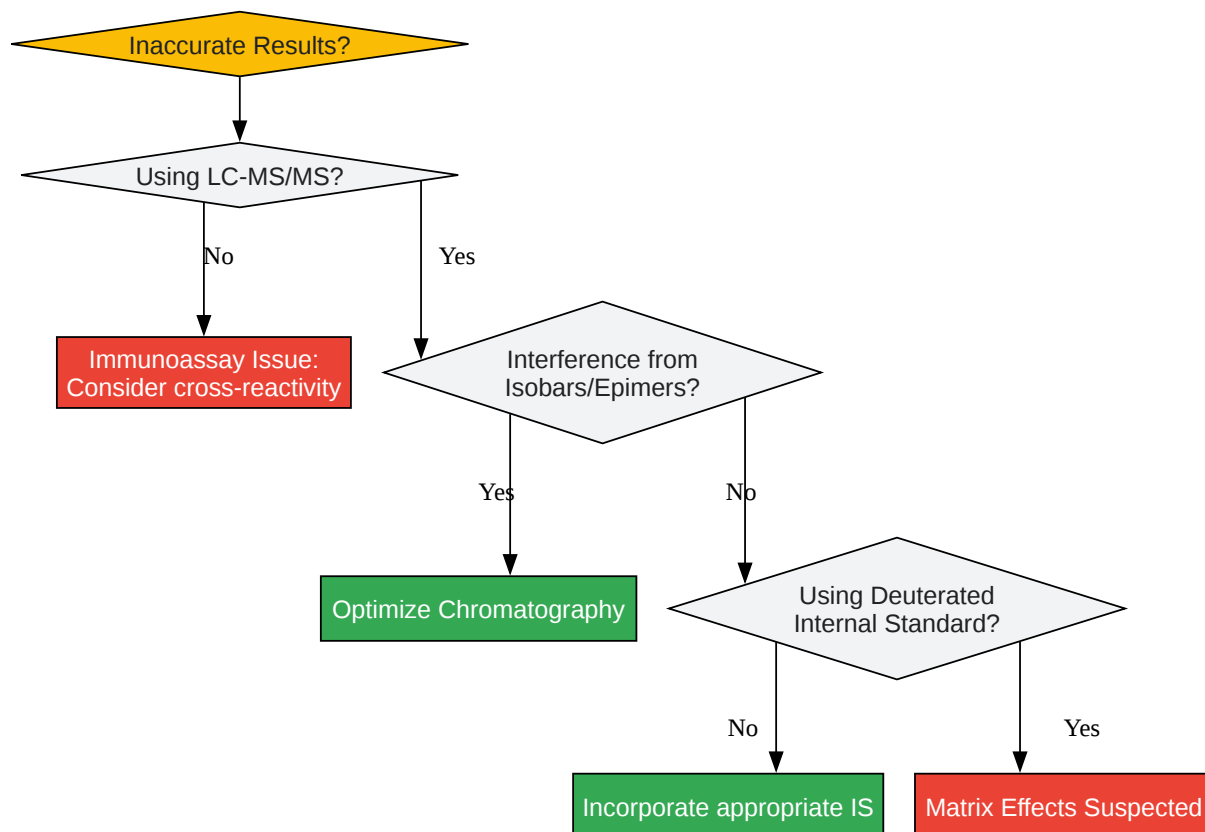 Inaccurate Results?
Using LC-MS/MS?
No
Yes
Immunoassay Issue:
Consider cross-reactivity
Interference from
Isobars/Epimers?
Yes
No
Optimize Chromatography
Using Deuterated
Internal Standard?
No
Yes
Incorporate appropriate IS
Matrix Effects Suspected